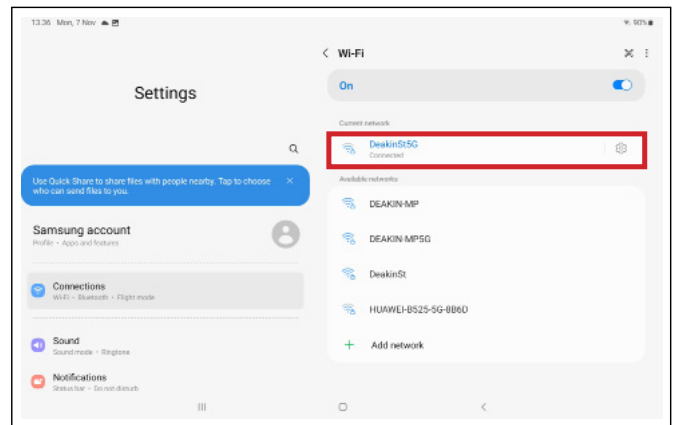 13.36 Mon, 7 Nov
90%
Settings
Use Quick Share to share files with people nearby. Tap to choose
who can send files to you.
Samsung account
Profile • Apps and features
Connections
Wi-Fi • Bluetooth • Flight mode
Sound
Sound mode • Ringtone
Notifications
Status bar • Do not disturb
Wi-Fi
On
Current network
DeakinSt5G
Connected
Available networks
DEAKIN-MP
DEAKIN-MP5G
DeakinSt
HUAWEI-B525-5G-8B6D
Add network